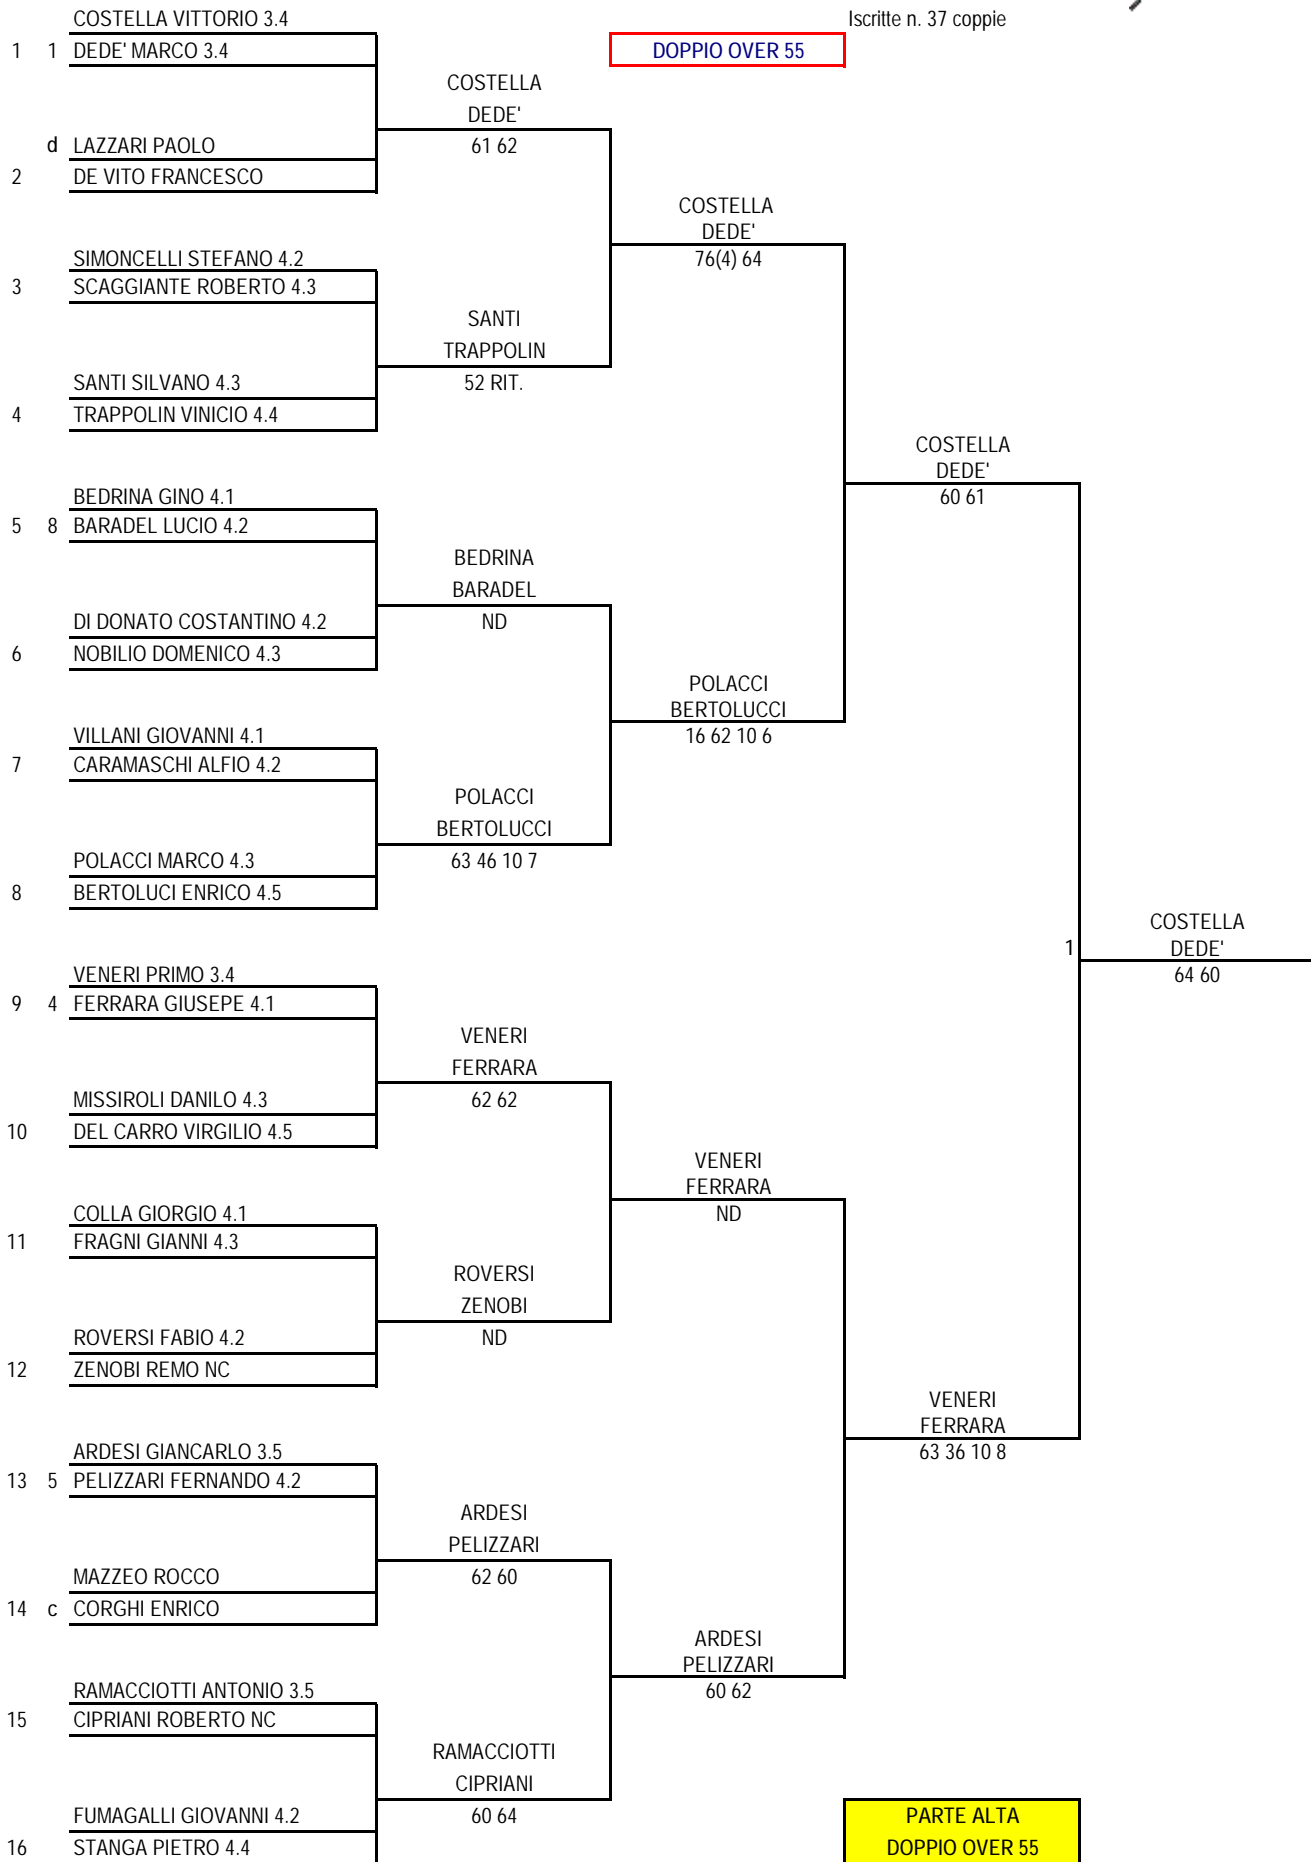 COSTELLA VITTORIO 3.4
Iscritte n. 37 coppie
1 1 DEDE' MARCO 3.4
DOPPIO OVER 55
COSTELLA
DEDE'
d LAZZARI PAOLO
61 62
2 DE VITO FRANCESCO
COSTELLA
DEDE'
SIMONCELLI STEFANO 4.2
76(4) 64
3 SCAGGIANTE ROBERTO 4.3
SANTI
TRAPPOLIN
SANTI SILVANO 4.3
52 RIT.
4 TRAPPOLIN VINICIO 4.4
COSTELLA
DEDE'
BEDRINA GINO 4.1
60 61
5 8 BARADEL LUCIO 4.2
BEDRINA
BARADEL
DI DONATO COSTANTINO 4.2
ND
6 NOBILIO DOMENICO 4.3
POLACCI
BERTOLUCCI
VILLANI GIOVANNI 4.1
16 62 10 6
7 CARAMASCHI ALFIO 4.2
POLACCI
BERTOLUCCI
POLACCI MARCO 4.3
63 46 10 7
8 BERTOLUCI ENRICO 4.5
COSTELLA
1 DEDE'
VENERI PRIMO 3.4
64 60
9 4 FERRARA GIUSEPE 4.1
VENERI
FERRARA
MISSIROLI DANILO 4.3
62 62
10 DEL CARRO VIRGILIO 4.5
VENERI
FERRARA
COLLA GIORGIO 4.1
ND
11 FRAGNI GIANNI 4.3
ROVERSI
ZENOBI
ROVERSI FABIO 4.2
ND
12 ZENOBI REMO NC
VENERI
FERRARA
ARDESI GIANCARLO 3.5
63 36 10 8
13 5 PELIZZARI FERNANDO 4.2
ARDESI
PELIZZARI
MAZZEO ROCCO
62 60
14 c CORGHI ENRICO
ARDESI
PELIZZARI
RAMACCIOTTI ANTONIO 3.5
60 62
15 CIPRIANI ROBERTO NC
RAMACCIOTTI
CIPRIANI
FUMAGALLI GIOVANNI 4.2
60 64
PARTE ALTA
16 STANGA PIETRO 4.4
DOPPIO OVER 55